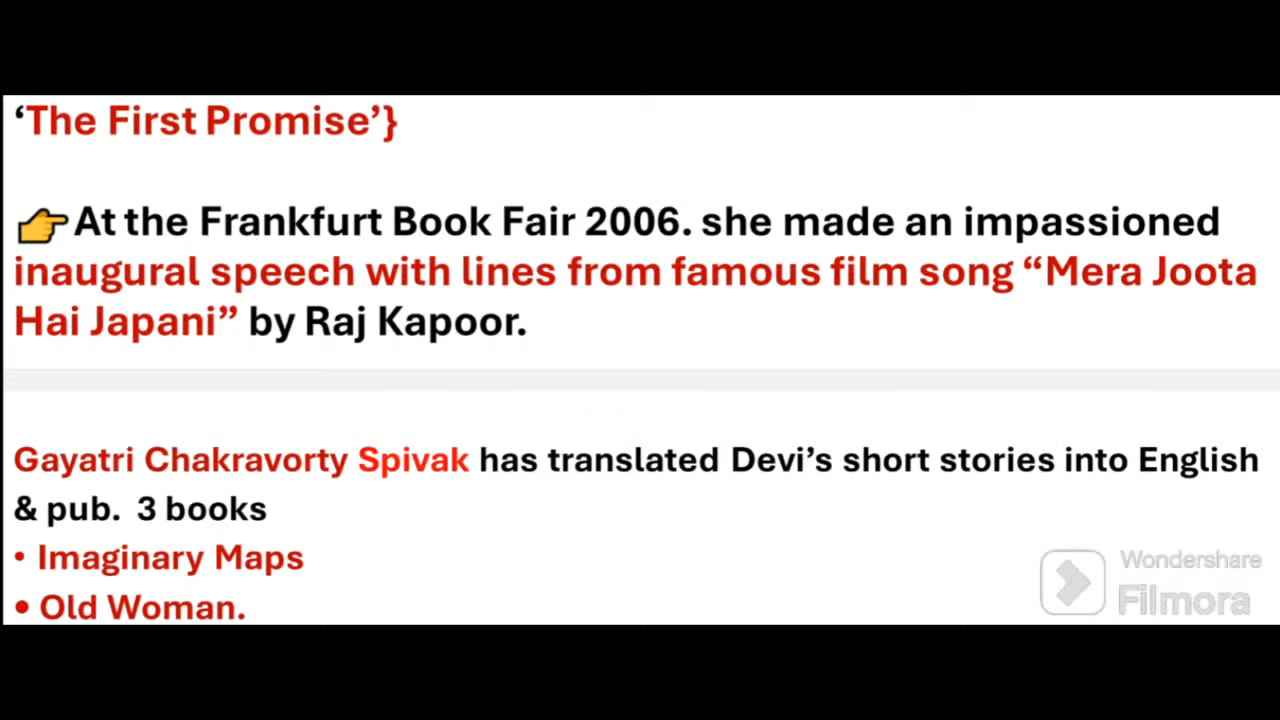 ‘The First Promise’}
👉At the Frankfurt Book Fair 2006. she made an impassioned
inaugural speech with lines from famous film song “Mera Joota
Hai Japani” by Raj Kapoor.
Gayatri Chakravorty Spivak has translated Devi’s short stories into English
& pub. 3 books
• Imaginary Maps
• Old Woman.
Wondershare
Filmora